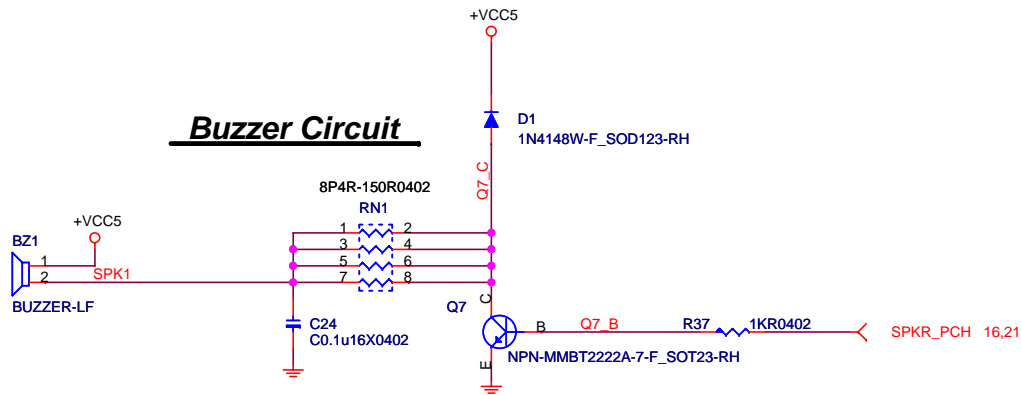 +VCC5
D1
1N4148W-F_SOD123-RH
Buzzer Circuit
Q7_C
8P4R-150R0402
RN1
+VCC5
1 2
3 4
5 6
7 8
BZ1
1
2
SPK1
BUZZER-LF
C24
C0.1u16X0402
Q7
C
B
E
Q7_B
R37
1KR0402
SPKR_PCH 16,21
NPN-MMBT2222A-7-F_SOT23-RH